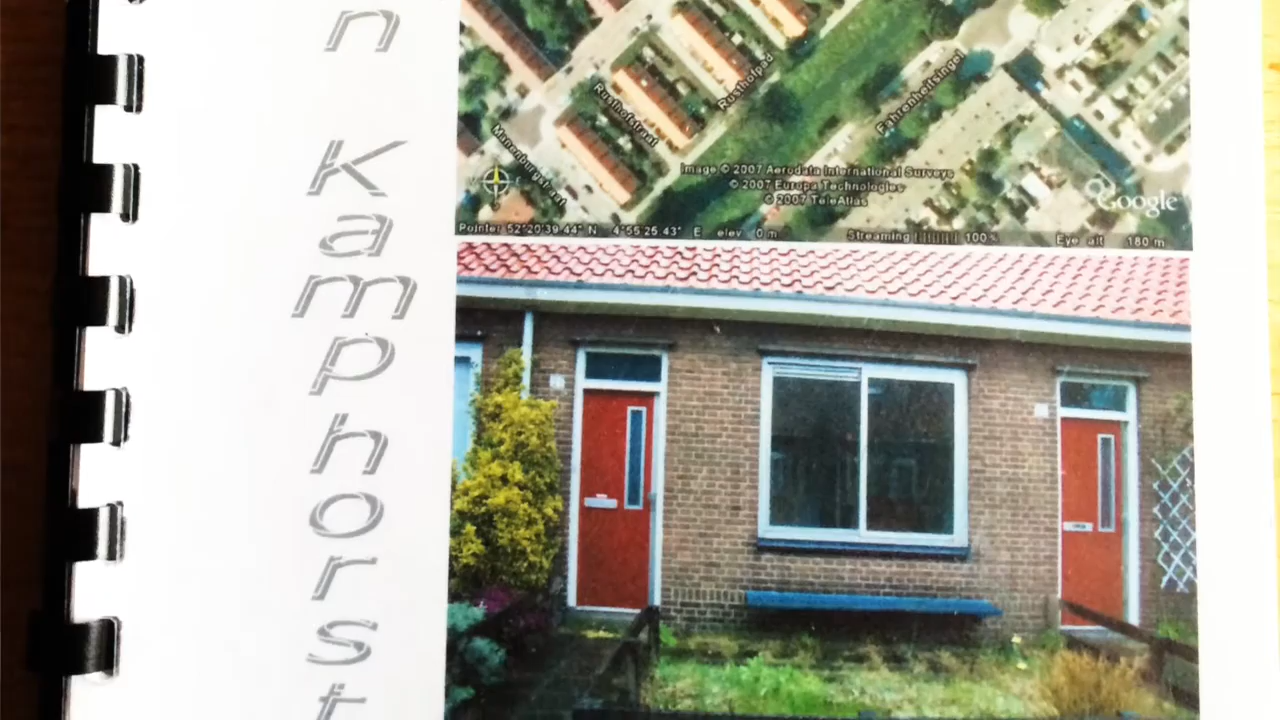 n Kamphorst
Rusthofpad
Rusthofstraat
Fahrenheitsingel
Manenburgstraat
Image © 2007 Aerodata International Surveys
© 2007 Europa Technologies
© 2007 TeleAtlas
Google
Pointer 52°20'39.44" N 4°55'25.43" E elev 0 m Streaming ||||||||| 100% Eye alt 180 m